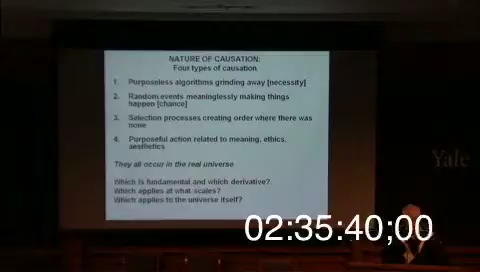 NATURE OF CAUSATION:
Four types of causation
1. Purposeless algorithms grinding away [necessity]
2. Random events meaninglessly making things
happen [chance]
3. Selection processes creating order where there was
none
4. Purposeful action related to meaning, ethics,
aesthetics
They all occur in the real universe
Which is fundamental and which derivative?
Which applies at what scales?
Which applies to the universe itself?
Yale
02:35:40;00